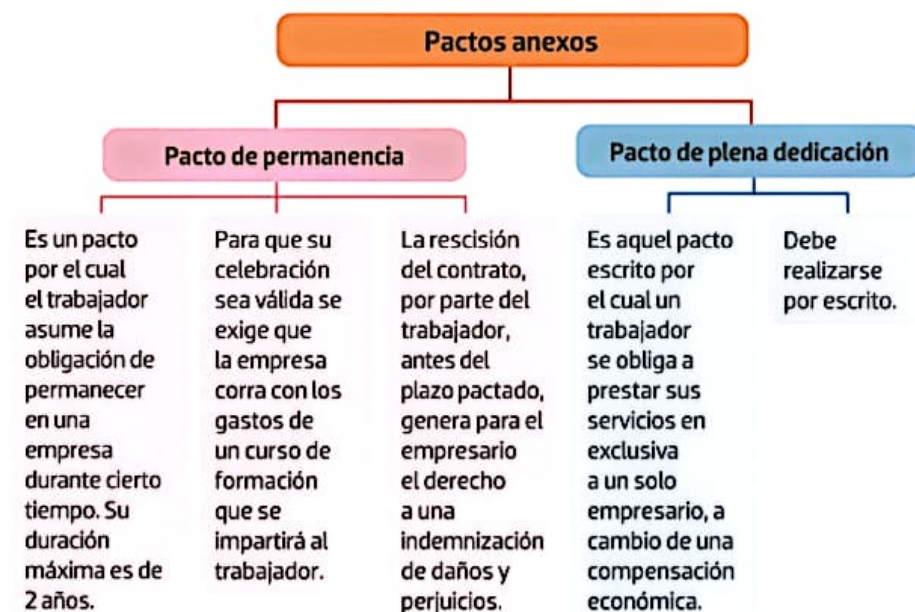 Pactos anexos
Pacto de permanencia
Pacto de plena dedicación
Es un pacto
por el cual
el trabajador
asume la
obligación de
permanecer
en una
empresa
durante cierto
tiempo. Su
duración
máxima es de
2 años.
Para que su
celebración
sea válida se
exige que
la empresa
corra con los
gastos de
un curso de
formación
que se
impartirá al
trabajador.
La rescisión
del contrato,
por parte del
trabajador,
antes del
plazo pactado,
genera para el
empresario
el derecho
a una
indemnización
de daños y
perjuicios.
Es aquel pacto
escrito por
el cual un
trabajador
se obliga a
prestar sus
servicios en
exclusiva
a un solo
empresario, a
cambio de una
compensación
económica.
Debe
realizarse
por escrito.